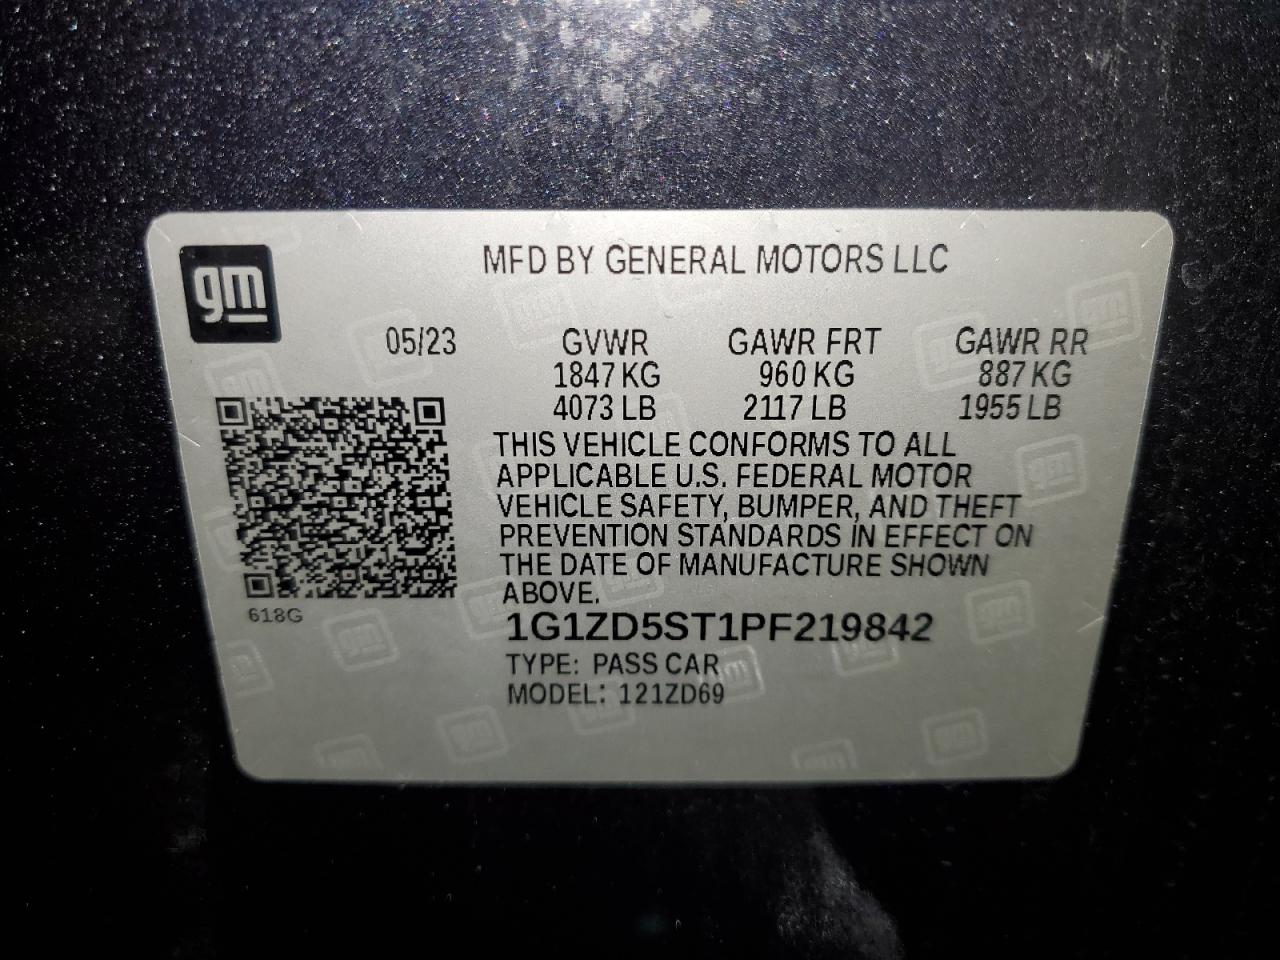 gm
MFD BY GENERAL MOTORS LLC
05/23 GVWR GAWR FRT GAWR RR
1847 KG 960 KG 887 KG
4073 LB 2117 LB 1955 LB
THIS VEHICLE CONFORMS TO ALL
APPLICABLE U.S. FEDERAL MOTOR
VEHICLE SAFETY, BUMPER, AND THEFT
PREVENTION STANDARDS IN EFFECT ON
THE DATE OF MANUFACTURE SHOWN
ABOVE.
618G
1G1ZD5ST1PF219842
TYPE: PASS CAR
MODEL: 121ZD69